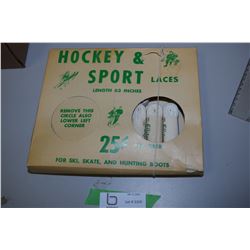 HOCKEY &
SPORT LACES
LENGTH 63 INCHES
REMOVE THIS
CIRCLE ALSO
LOWER LEFT
CORNER
25¢
FOR SKI, SKATE, AND HUNTING BOOTS
6